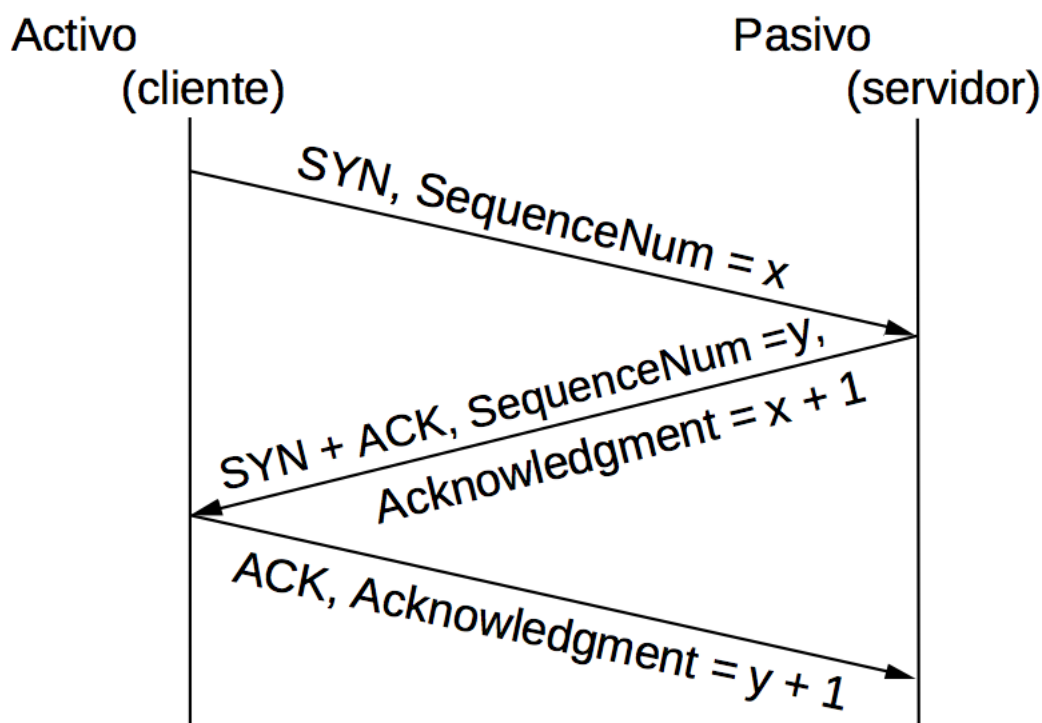 Activo
(cliente)
Pasivo
(servidor)
SYN, SequenceNum = x
SYN + ACK, SequenceNum =y,
Acknowledgment = x + 1
ACK, Acknowledgment = y + 1